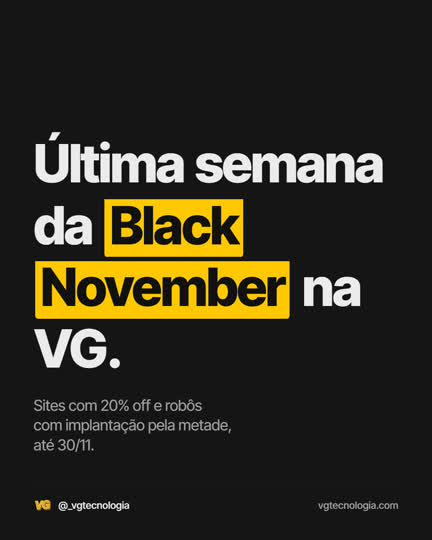 Última semana
da Black
November na
VG.
Sites com 20% off e robôs
com implantação pela metade,
até 30/11.
VG @_vgtecnologia
vgtecnologia.com